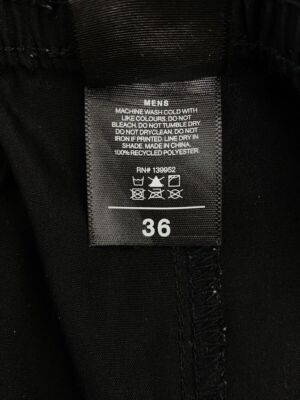 MENS
MACHINE WASH COLD WITH
LIKE COLOURS. DO NOT
BLEACH. DO NOT TUMBLE DRY.
DO NOT DRYCLEAN. DO NOT
IRON IF PRINTED. LINE DRY IN
SHADE. MADE IN CHINA.
100% RECYCLED POLYESTER.
RN# 139952
36